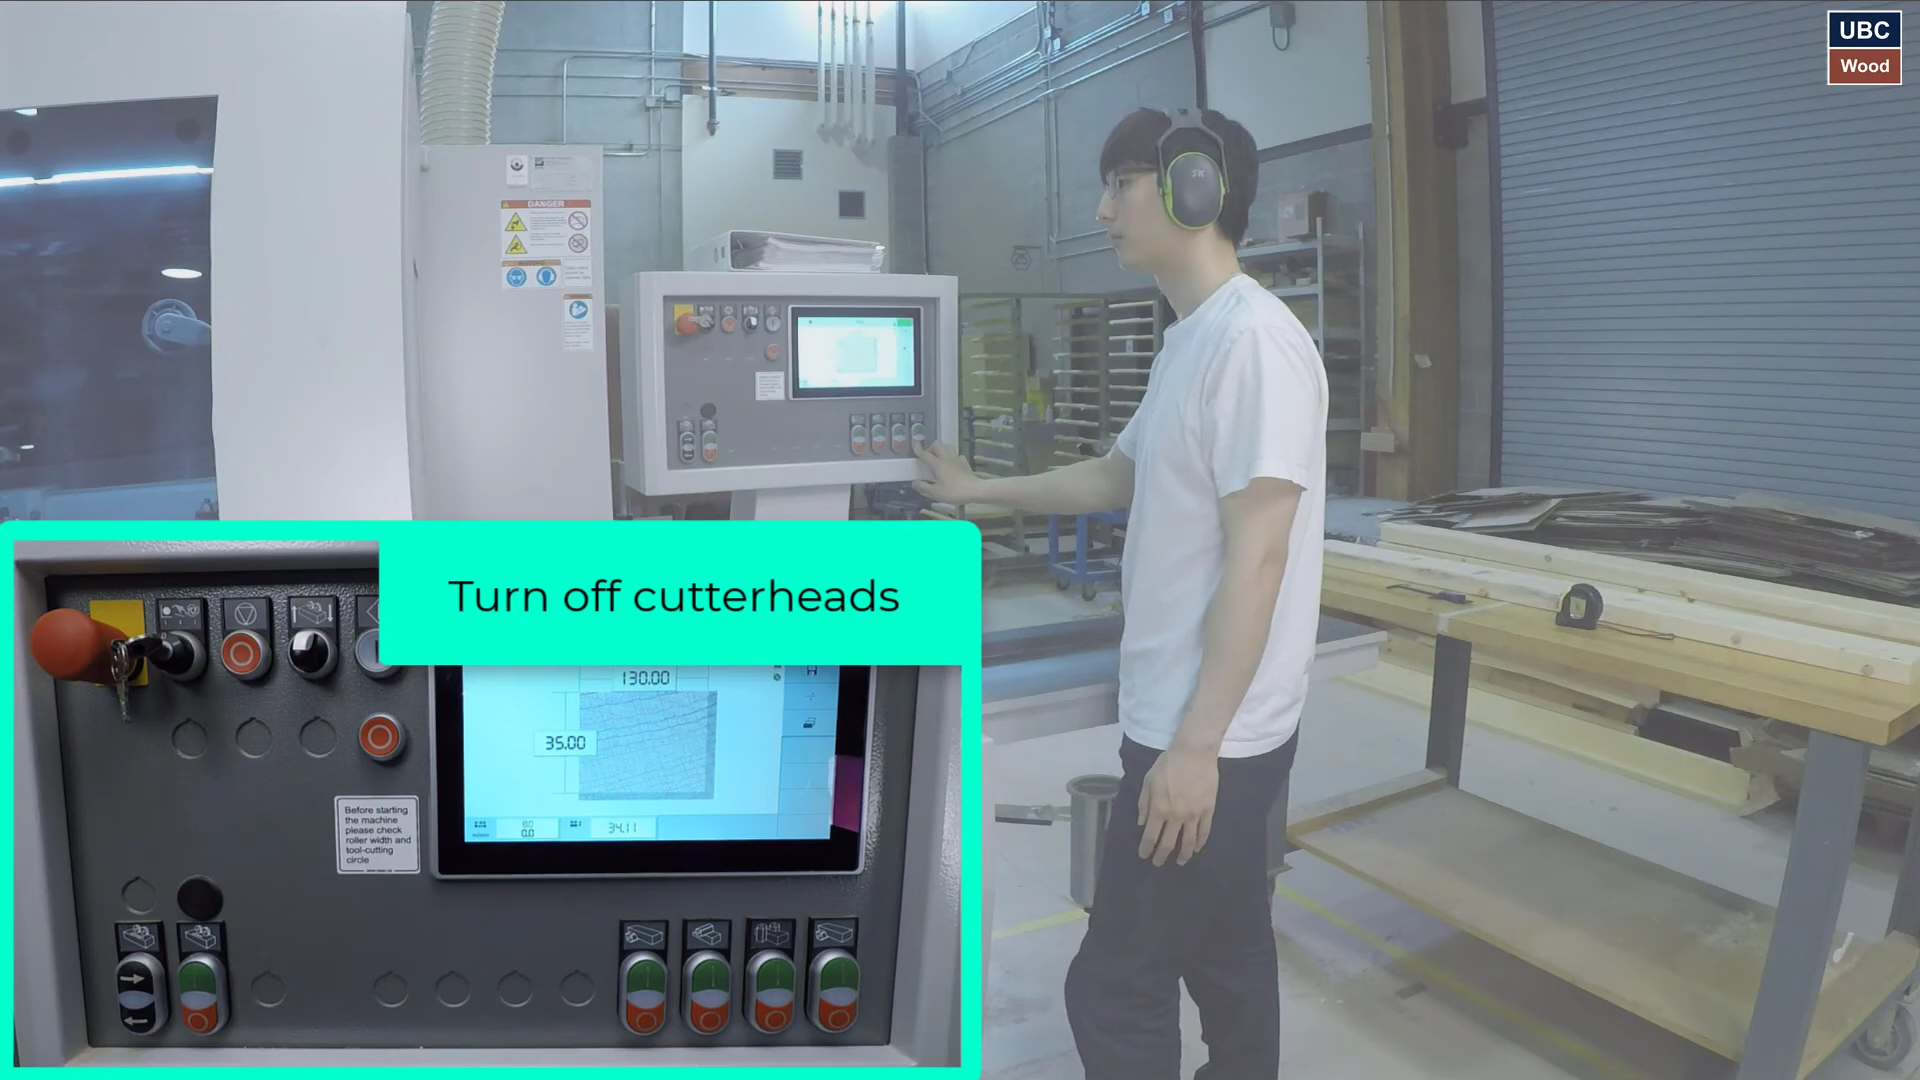 UBC
Wood
DANGER
Turn off cutterheads
130.00
35.00
0.0
34.11
Before starting
the machine
please check
roller width and
tool-cutting
circle